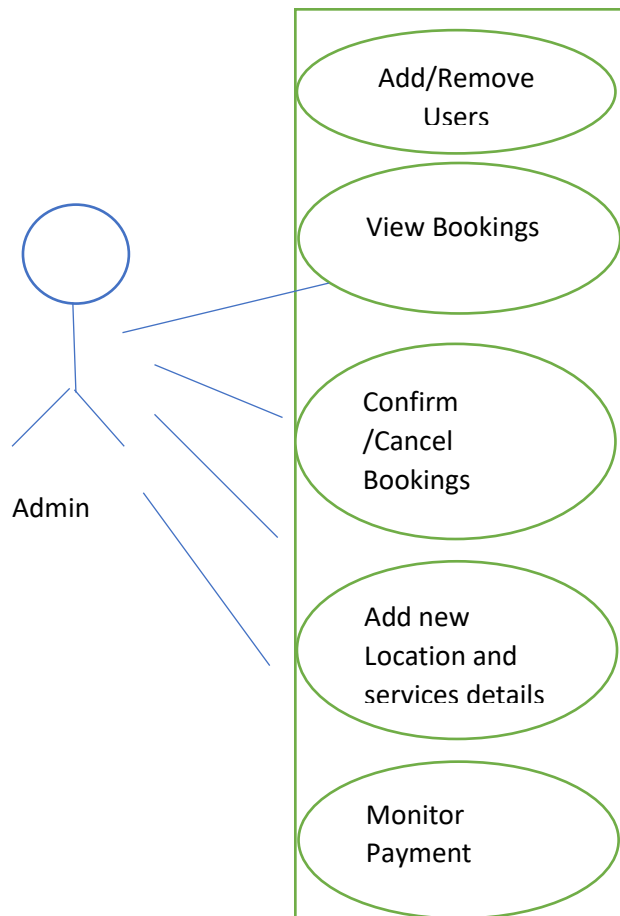 Add/Remove
Users
View Bookings
Confirm
/Cancel
Bookings
Admin
Add new
Location and
services details
Monitor
Payment